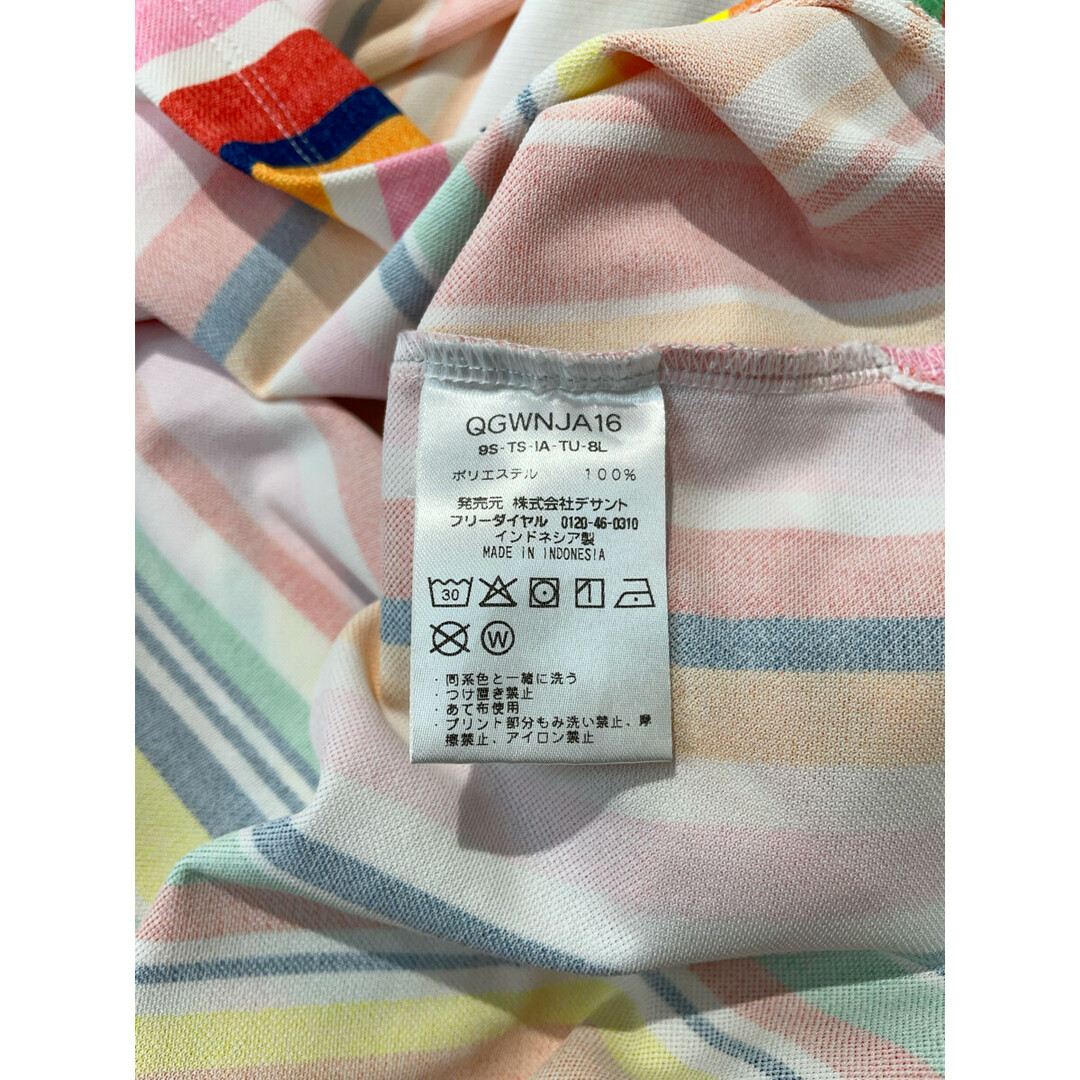 QGWNJA16
9S-TS-IA-TU-8L
ポリエステル 100%
発売元 株式会社デサント
フリーダイヤル 0120-46-0310
インドネシア製
MADE IN INDONESIA
30
W
・同系色と一緒に洗う
・つけ置き禁止
・あて布使用
・プリント部分もみ洗い禁止、摩
擦禁止、アイロン禁止